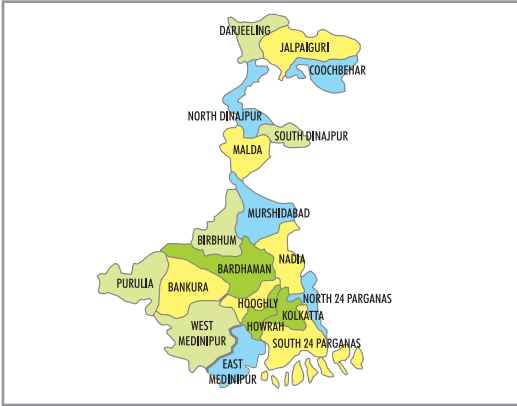 DARJEELING
JALPAIGURI
COOCHBEHAR
NORTH DINAJPUR
SOUTH DINAJPUR
MALDA
MURSHIDABAD
BIRBHUM
NADIA
BARDHAMAN
PURULIA
BANKURA
HOOGHLY
NORTH 24 PARGANAS
KOLKATTA
WEST
MEDINIPUR
HOWRAH
SOUTH 24 PARGANAS
EAST
MEDINIPUR